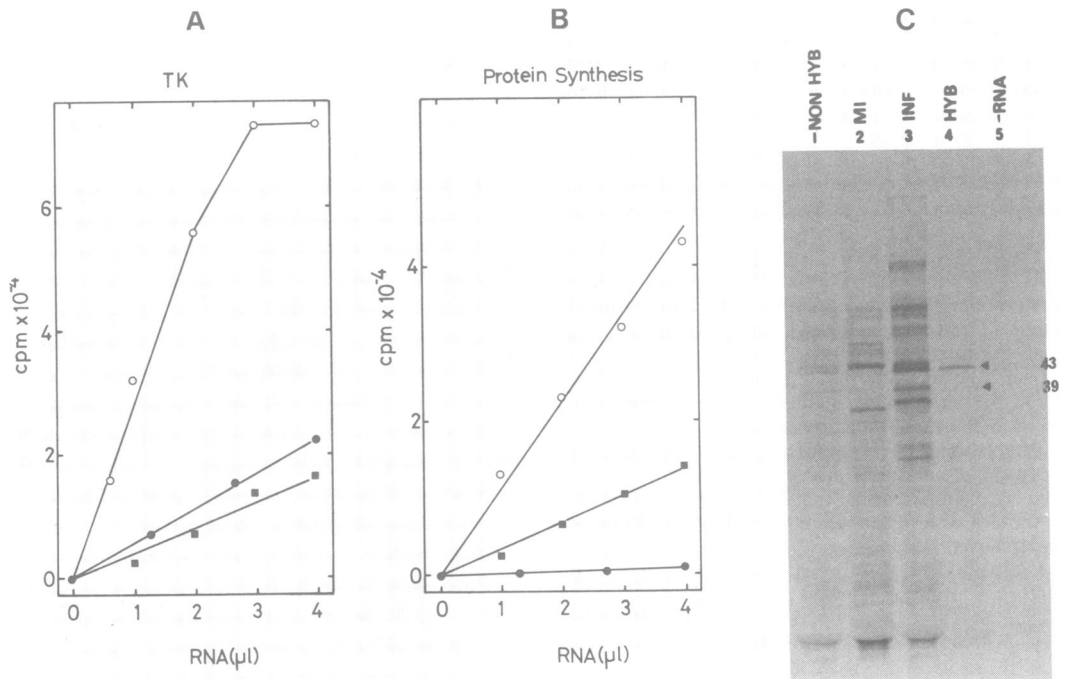 A
B
C
TK
Protein Synthesis
cpm x 10⁻⁴
6
4
2
0
0 1 2 3 4
RNA(µl)
cpm x 10⁻⁴
4
2
0
0 1 2 3 4
RNA(µl)
-NON HYB
2 MI
3 INF
4 HYB
5 -RNA
43
39